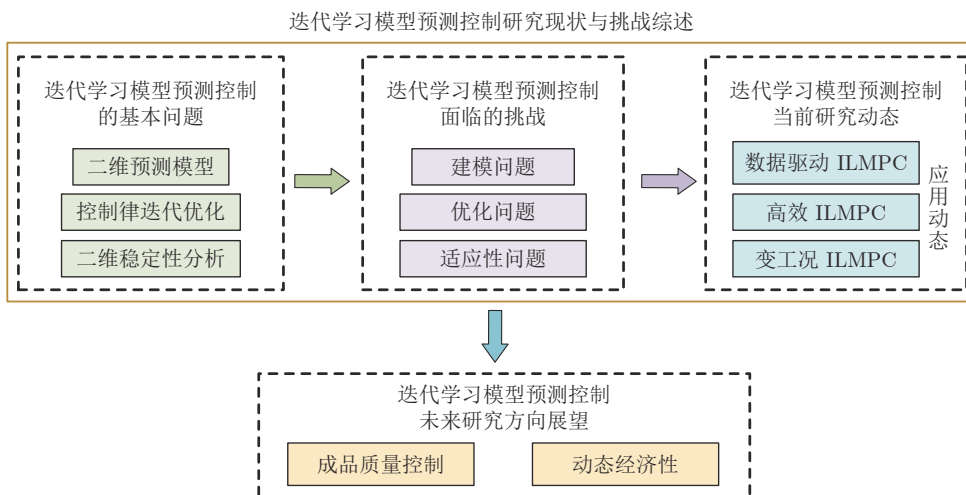 迭代学习模型预测控制研究现状与挑战综述
迭代学习模型预测控制
的基本问题
二维预测模型
控制律迭代优化
二维稳定性分析
迭代学习模型预测控制
面临的挑战
建模问题
优化问题
适应性问题
迭代学习模型预测控制
当前研究动态
数据驱动 ILMPC
高效 ILMPC
变工况 ILMPC
应用动态
迭代学习模型预测控制
未来研究方向展望
成品质量控制
动态经济性